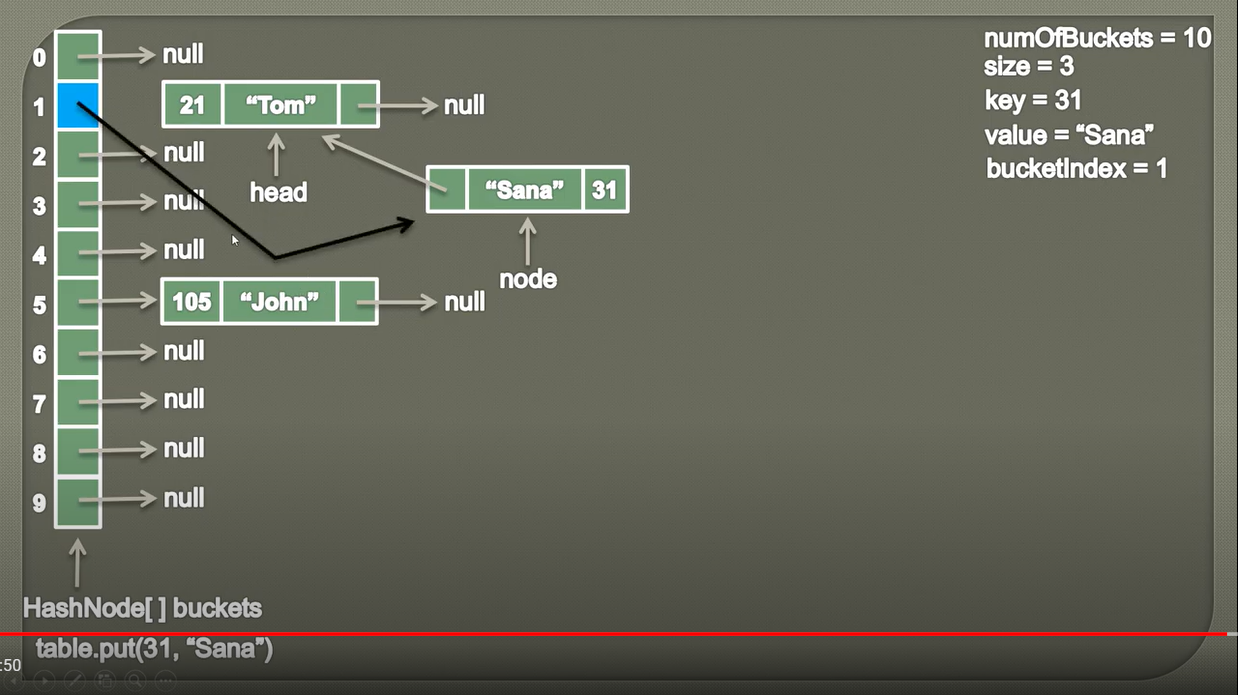 numOfBuckets = 10
size = 3
key = 31
value = “Sana”
bucketIndex = 1
0 null
1 21 “Tom” null
head
2 null
“Sana” 31
node
3 null
4 null
5 105 “John” null
6 null
7 null
8 null
9 null
HashNode[ ] buckets
table.put(31, “Sana”)
:50